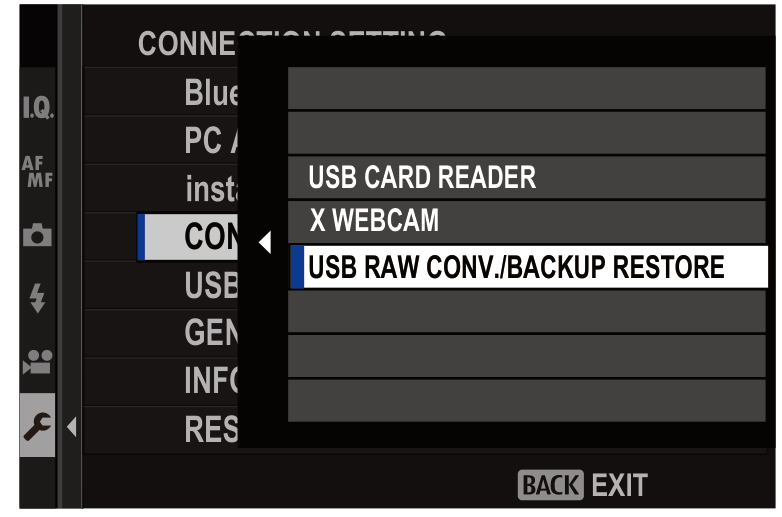 CONNECTION SETTING
I.Q.
AF
MF
Blue
PC A
inst
CON
USB
GEN
INFO
RES
USB CARD READER
X WEBCAM
USB RAW CONV./BACKUP RESTORE
BACK EXIT